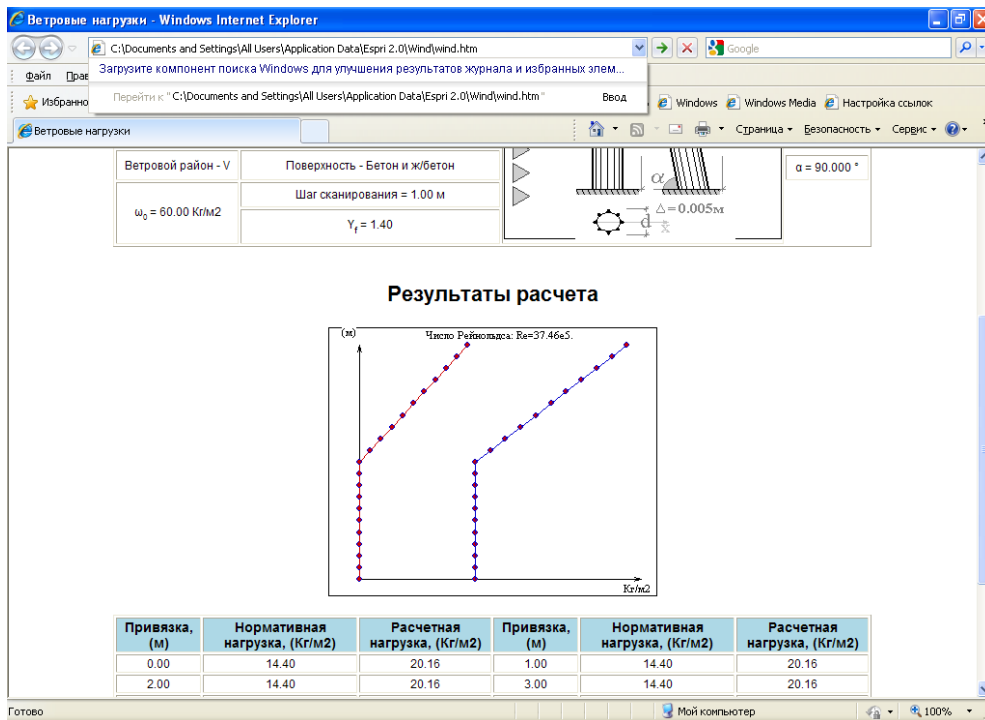 Ветровые нагрузки - Windows Internet Explorer
C:\Documents and Settings\All Users\Application Data\Espri 2.0\Wind\wind.htm
Google
Загрузите компонент поиска Windows для улучшения результатов журнала и избранных элем...
Файл Прав
Перейти к "C:\Documents and Settings\All Users\Application Data\Espri 2.0\Wind\wind.htm" Ввод
Избранно Windows Windows Media Настройка ссылок
Ветровые нагрузки Страница Безопасность Сервис
Ветровой район - V Поверхность - Бетон и ж/бетон α = 90.000 °
Шаг сканирования = 1.00 м
ω0 = 60.00 Кг/м2
Yf = 1.40
α
Δ=0.005м
d
x
Результаты расчета
(м) Число Рейнольдса: Re=37.46e5.
Кг/м2
Привязка, (м) Нормативная нагрузка, (Кг/м2) Расчетная нагрузка, (Кг/м2) Привязка, (м) Нормативная нагрузка, (Кг/м2) Расчетная нагрузка, (Кг/м2)
0.00 14.40 20.16 1.00 14.40 20.16
2.00 14.40 20.16 3.00 14.40 20.16
Готово Мой компьютер 100%